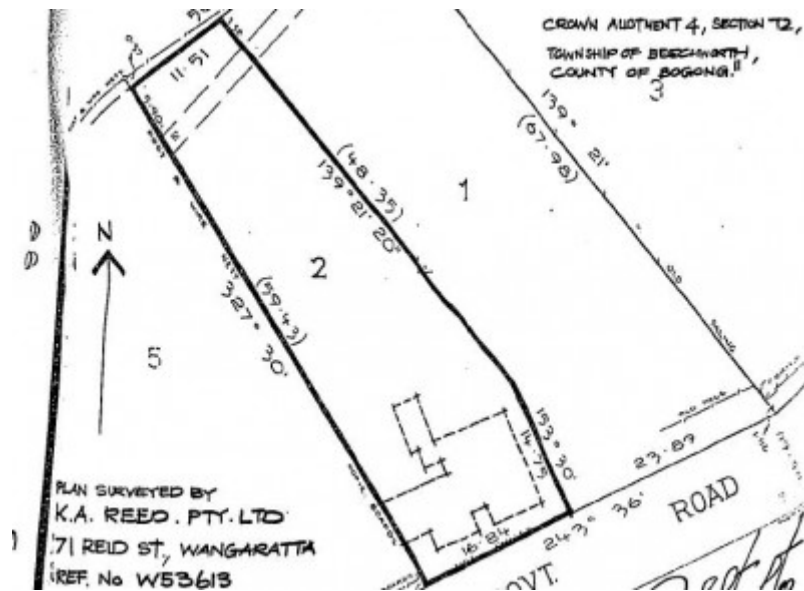 CROWN ALLOTMENT 4, SECTION T2,
TOWNSHIP OF BEECHWORTH,
COUNTY OF BOGONG."
3
11.51
139° 21'
(67.98)
(48.35)
139° 21' 20"
1
N
2
(59.43)
327° 30'
5
153° 30'
14.75
23.89
16.84
243° 36'
ROAD
GOVT.
PLAN SURVEYED BY
K.A. REED. PTY. LTD
71 REID ST, WANGARATTA
REF. No W53613